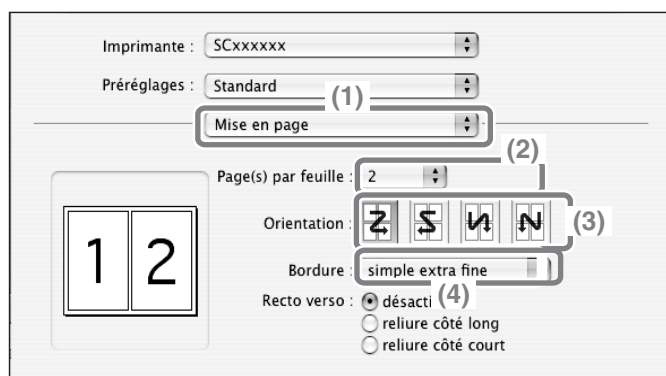 Imprimante : SCxxxxxx
Préréglages : Standard
(1)
Mise en page
(2)
Page(s) par feuille : 2
Orientation :
(3)
1 2
Bordure : simple extra fine
Recto verso : désacti
(4)
reliure côté long
reliure côté court